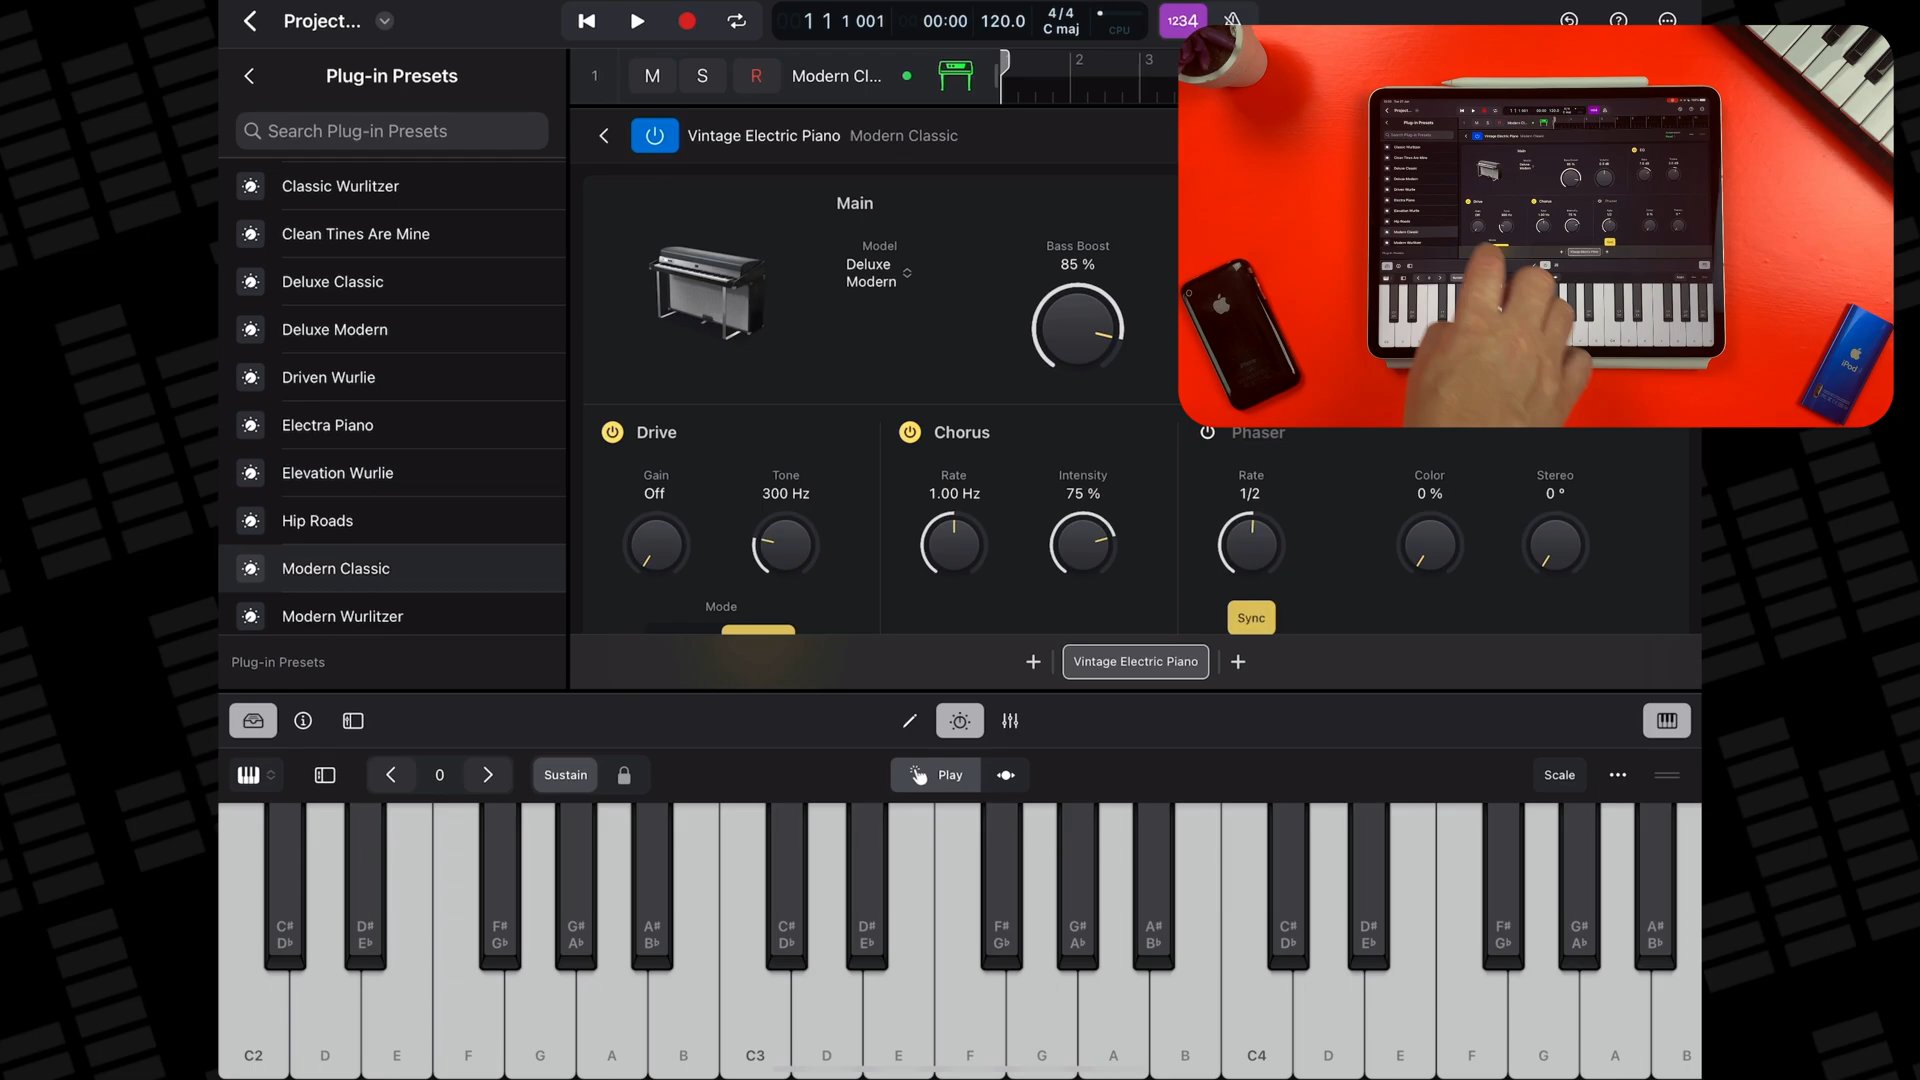 Project...
1 1 1 001
00:00
120.0
4/4
C maj
CPU
1234
Plug-in Presets
Search Plug-in Presets
Classic Wurlitzer
Clean Tines Are Mine
Deluxe Classic
Deluxe Modern
Driven Wurlie
Electra Piano
Elevation Wurlie
Hip Roads
Modern Classic
Modern Wurlitzer
Plug-in Presets
1
M
S
R
Modern Cl...
2
3
Vintage Electric Piano Modern Classic
Main
Model
Deluxe
Modern
Bass Boost
85 %
Drive
Gain
Off
Tone
300 Hz
Mode
Chorus
Rate
1.00 Hz
Intensity
75 %
Phaser
Rate
1/2
Color
0 %
Stereo
0 °
Sync
Vintage Electric Piano
iPod
0
Sustain
Play
Scale
C# D# F# G# A# C# D# F# G# A# C# D# F# G# A#
D♭ E♭ G♭ A♭ B♭ D♭ E♭ G♭ A♭ B♭ D♭ E♭ G♭ A♭ B♭
C2 D E F G A B C3 D E F G A B C4 D E F G A B